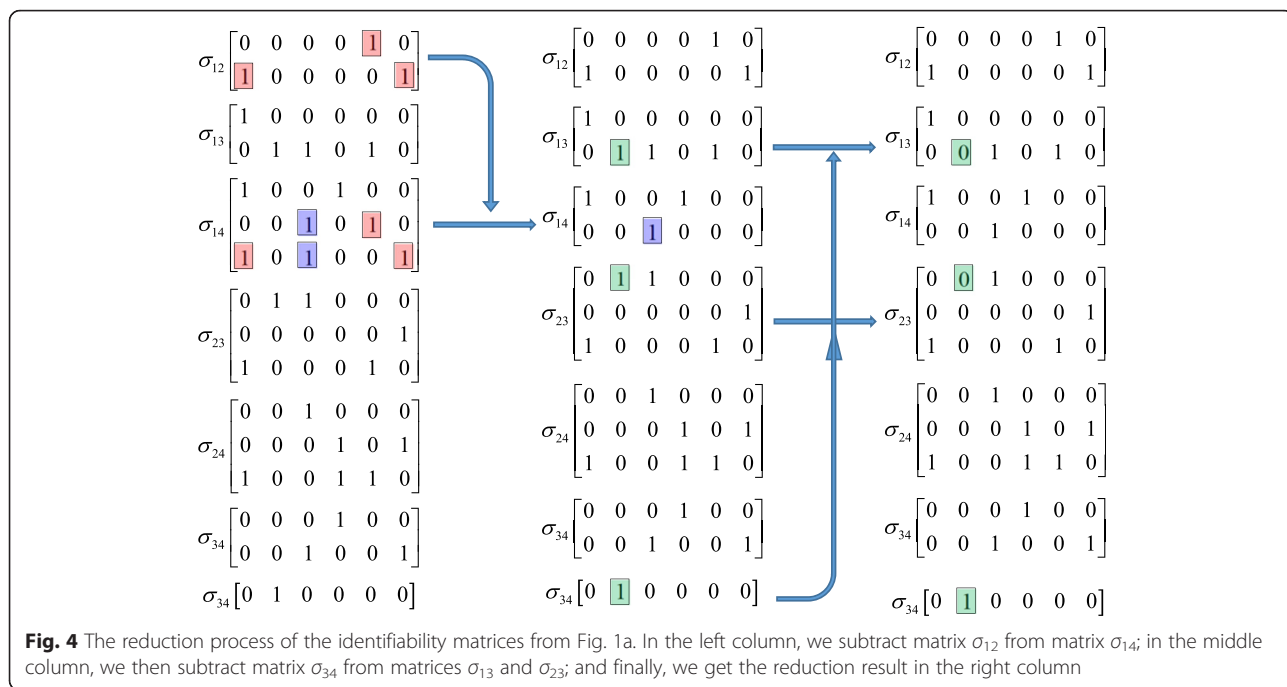 σ12 [0 0 0 0 1 0
1 0 0 0 0 1]
σ13 [1 0 0 0 0 0
0 1 1 0 1 0]
σ14 [1 0 0 1 0 0
0 0 1 0 1 0
1 0 1 0 0 1]
σ23 [0 1 1 0 0 0
0 0 0 0 0 1
1 0 0 0 1 0]
σ24 [0 0 1 0 0 0
0 0 0 1 0 1
1 0 0 1 1 0]
σ34 [0 0 0 1 0 0
0 0 1 0 0 1]
σ34 [0 1 0 0 0 0]
σ12 [0 0 0 0 1 0
1 0 0 0 0 1]
σ13 [1 0 0 0 0 0
0 1 1 0 1 0]
σ14 [1 0 0 1 0 0
0 0 1 0 0 0]
σ23 [0 1 1 0 0 0
0 0 0 0 0 1
1 0 0 0 1 0]
σ24 [0 0 1 0 0 0
0 0 0 1 0 1
1 0 0 1 1 0]
σ34 [0 0 0 1 0 0
0 0 1 0 0 1]
σ34 [0 1 0 0 0 0]
σ12 [0 0 0 0 1 0
1 0 0 0 0 1]
σ13 [1 0 0 0 0 0
0 0 1 0 1 0]
σ14 [1 0 0 1 0 0
0 0 1 0 0 0]
σ23 [0 0 1 0 0 0
0 0 0 0 0 1
1 0 0 0 1 0]
σ24 [0 0 1 0 0 0
0 0 0 1 0 1
1 0 0 1 1 0]
σ34 [0 0 0 1 0 0
0 0 1 0 0 1]
σ34 [0 1 0 0 0 0]
Fig. 4 The reduction process of the identifiability matrices from Fig. 1a. In the left column, we subtract matrix σ12 from matrix σ14; in the middle
column, we then subtract matrix σ34 from matrices σ13 and σ23; and finally, we get the reduction result in the right column